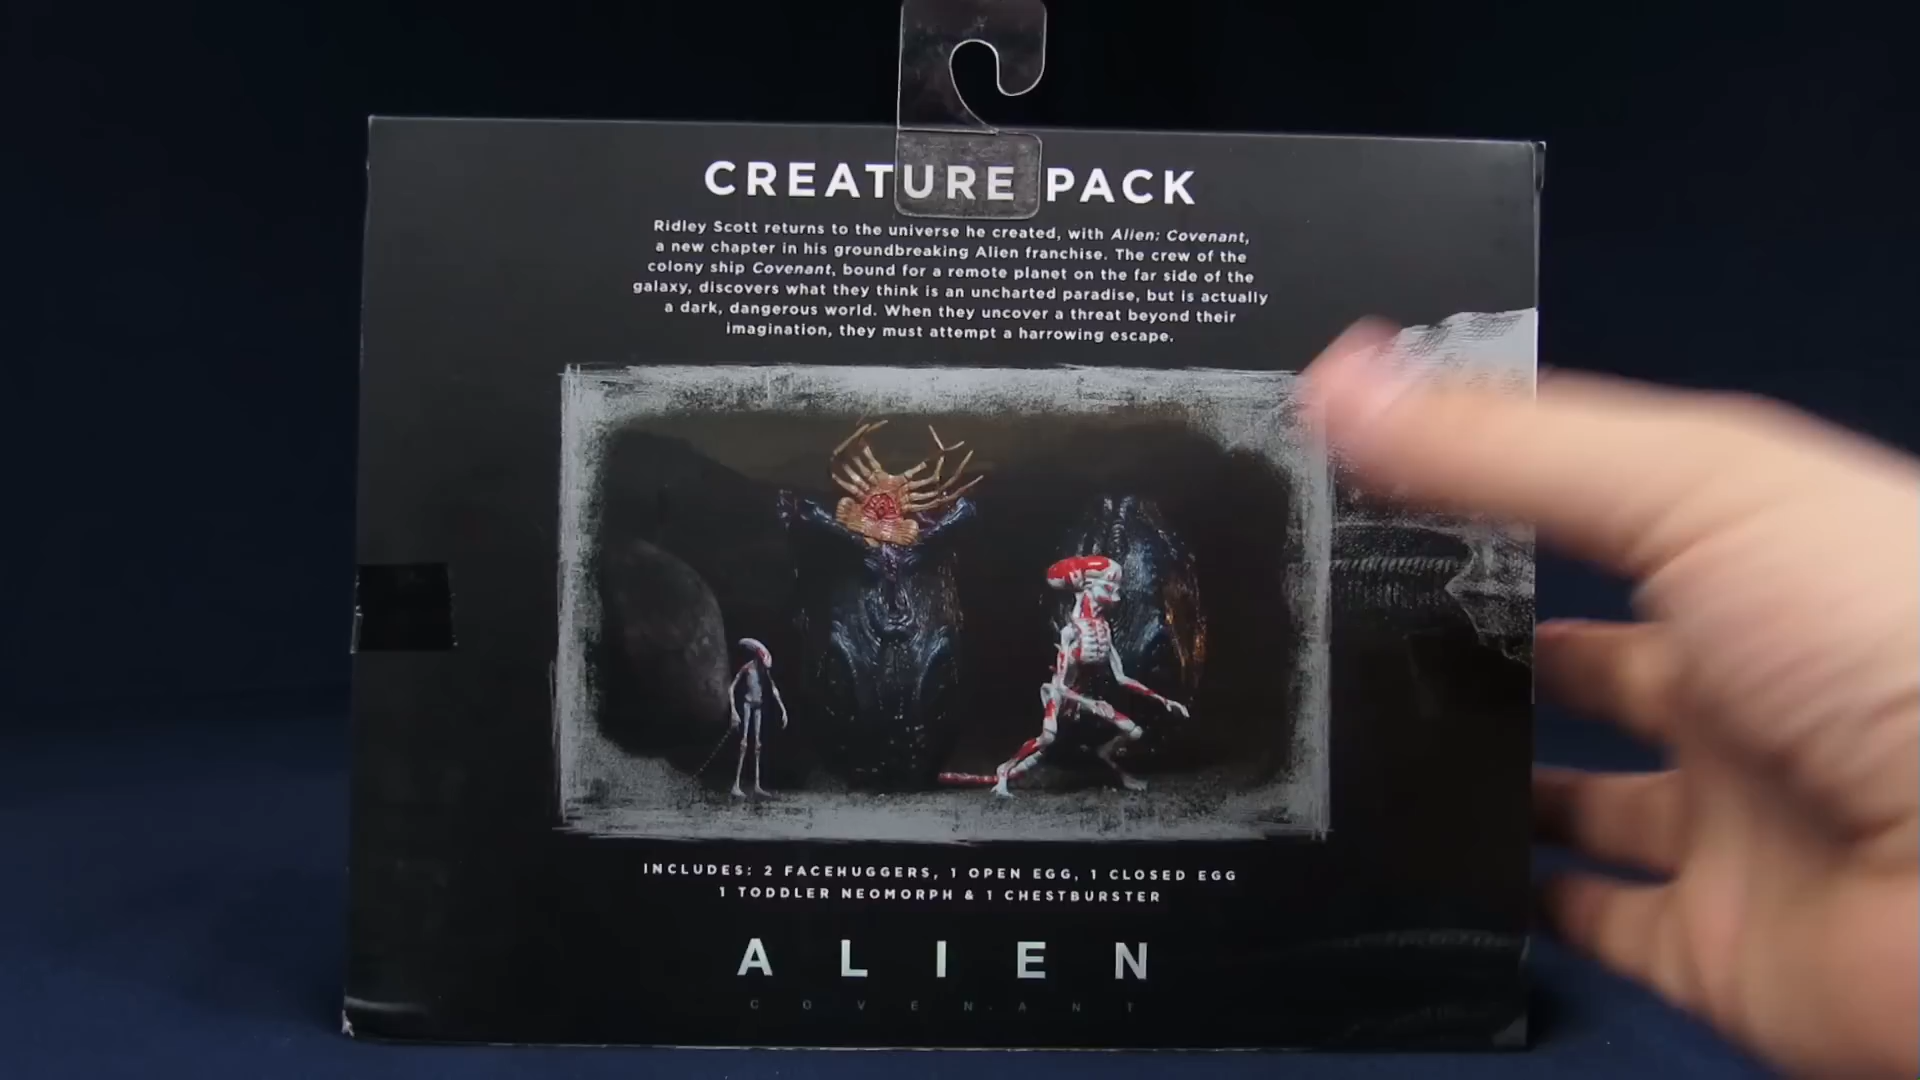 CREATURE PACK
Ridley Scott returns to the universe he created, with Alien: Covenant,
a new chapter in his groundbreaking Alien franchise. The crew of the
colony ship Covenant, bound for a remote planet on the far side of the
galaxy, discovers what they think is an uncharted paradise, but is actually
a dark, dangerous world. When they uncover a threat beyond their
imagination, they must attempt a harrowing escape.
INCLUDES: 2 FACEHUGGERS, 1 OPEN EGG, 1 CLOSED EGG
1 TODDLER NEOMORPH & 1 CHESTBURSTER
ALIEN
COVENANT